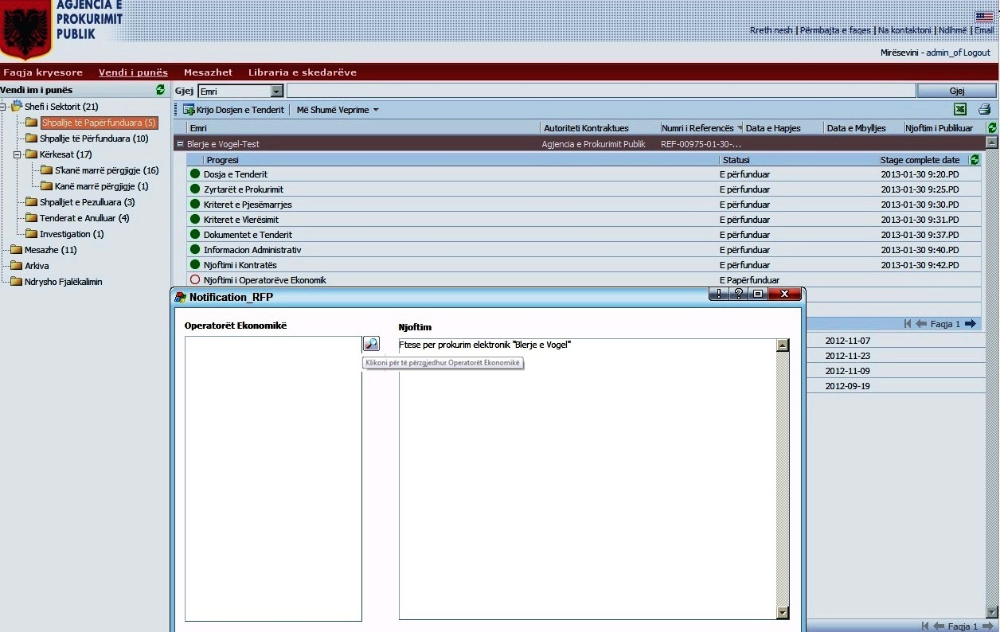 AGJENCIA E
PROKURIMIT
PUBLIK
Rreth nesh | Përmbajta e faqes | Na kontaktoni | Ndihmë | Email
Mirësevini - admin_of Logout
Faqja kryesore Vendi i punës Mesazhet Libraria e skedarëve
Vendi im i punës
Shefi i Sektorit (21)
Shpallje të Papërfunduara (5)
Shpallje të Përfunduara (10)
Kërkesat (17)
S'kanë marrë përgjigje (16)
Kanë marrë përgjigje (1)
Shpalljet e Pezulluara (3)
Tenderat e Anulluar (4)
Investigation (1)
Mesazhe (11)
Arkiva
Ndrysho Fjalëkalimin
Gjej Emri Gjej
Krijo Dosjen e Tenderit | Më Shumë Veprime
Emri Autoriteti Kontraktues Numri i Referencës Data e Hapjes Data e Mbylljes Njoftim i Publikuar
Blerje e Vogel-Test Agjencia e Prokurimit Publik REF-00975-01-30-...
Progresi Statusi Stage complete date
Dosja e Tenderit E përfunduar 2013-01-30 9:20.PD
Zyrtarët e Prokurimit E përfunduar 2013-01-30 9:25.PD
Kriteret e Pjesëmarrjes E përfunduar 2013-01-30 9:30.PD
Kriteret e Vlerësimit E përfunduar 2013-01-30 9:31.PD
Dokumentet e Tenderit E përfunduar 2013-01-30 9:37.PD
Informacion Administrativ E përfunduar 2013-01-30 9:40.PD
Njoftimi i Kontratës E përfunduar 2013-01-30 9:42.PD
Njoftimi i Operatorëve Ekonomik E Papërfunduar
Faqja 1
2012-11-07
2012-11-23
2012-11-09
2012-09-19
Notification_RFP
Operatorët Ekonomikë Njoftim
Ftese per prokurim elektronik "Blerje e Vogel"
Klikoni për të përzgjedhur Operatorët Ekonomikë
Faqja 1